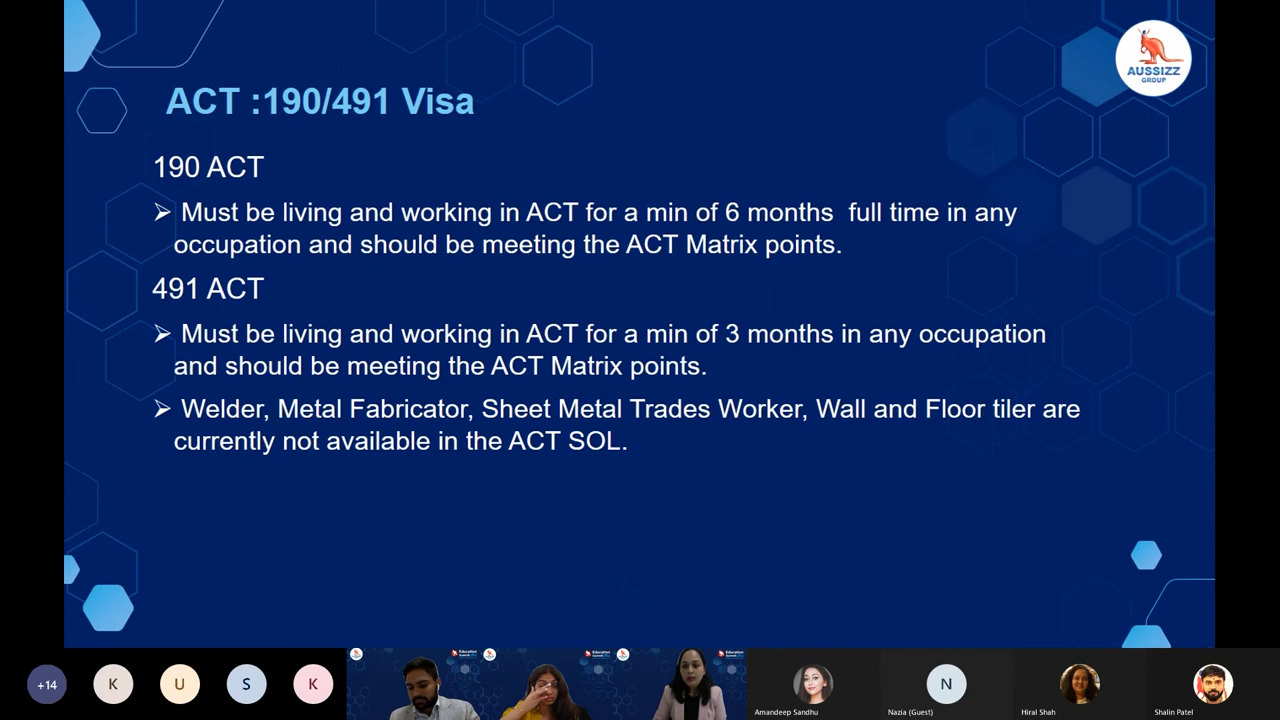 AUSSIZZ
GROUP
ACT :190/491 Visa
190 ACT
➢ Must be living and working in ACT for a min of 6 months  full time in any
occupation and should be meeting the ACT Matrix points.
491 ACT
➢ Must be living and working in ACT for a min of 3 months in any occupation
and should be meeting the ACT Matrix points.
➢ Welder, Metal Fabricator, Sheet Metal Trades Worker, Wall and Floor tiler are
currently not available in the ACT SOL.
+14
K
U
S
K
Education
Education
Education
N
Amandeep Sandhu
Nazia (Guest)
Hiral Shah
Shalin Patel